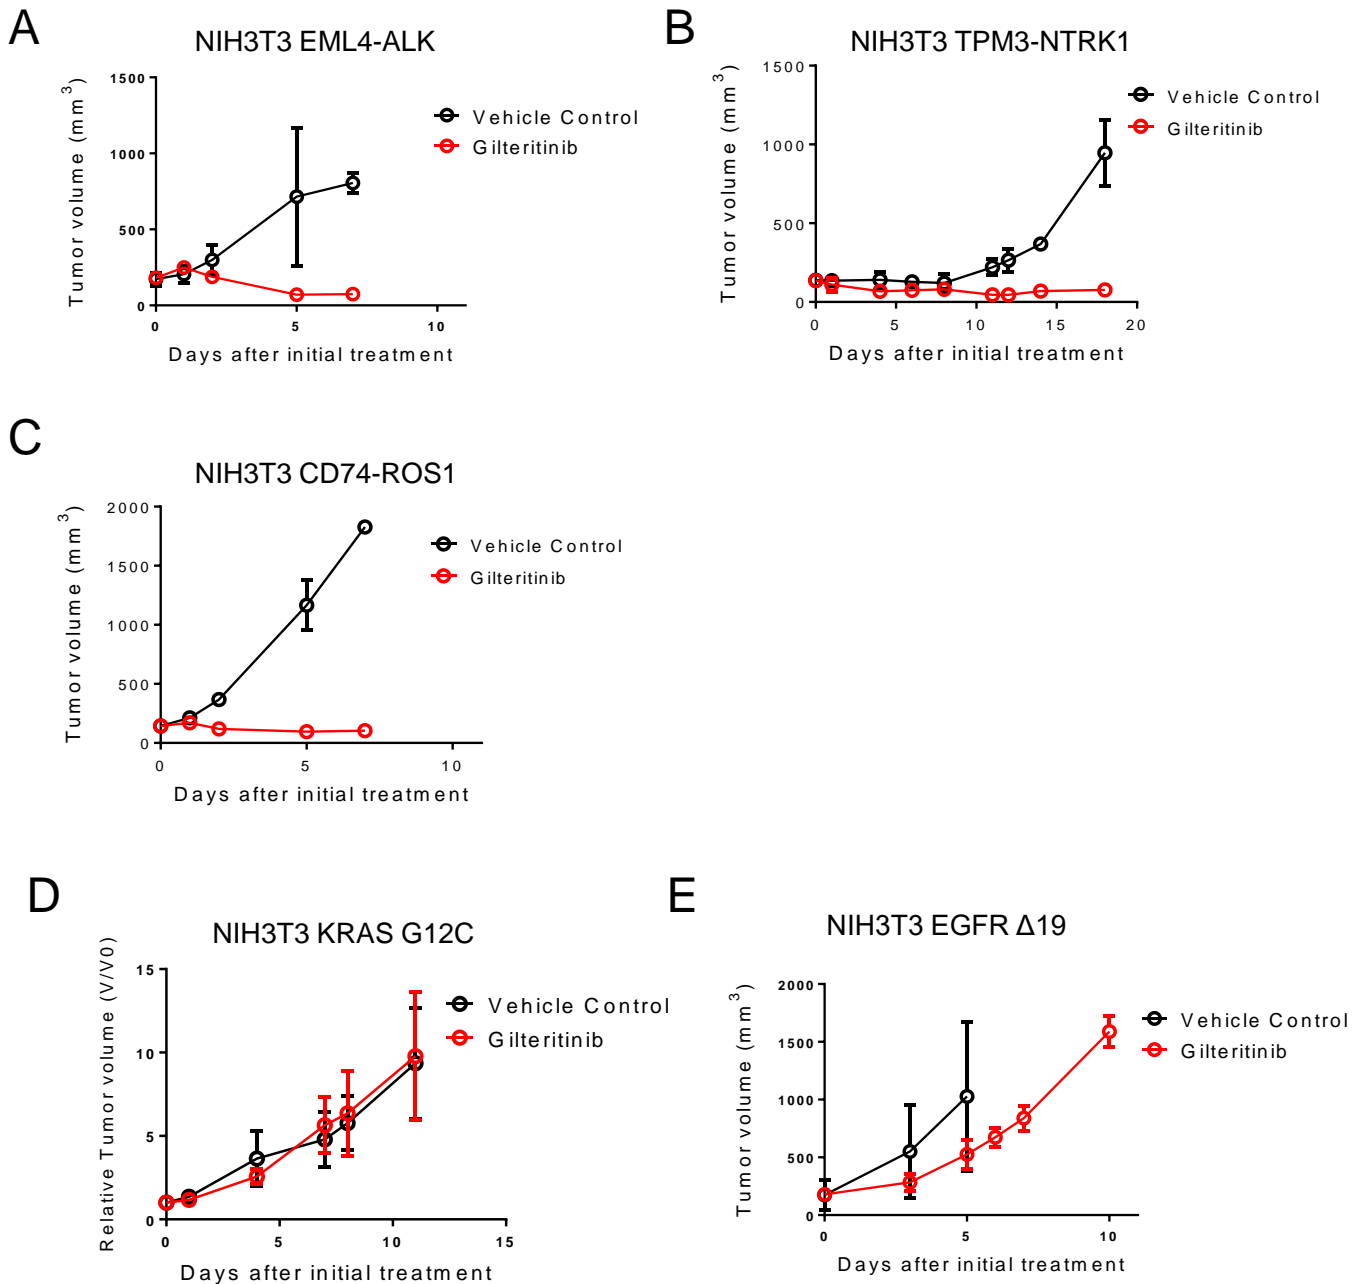 A
NIH3T3 EML4-ALK
1500
1000
500
0
0 5 10
Tumor volume (mm3)
Days after initial treatment
Vehicle Control
Gilteritinib
B
NIH3T3 TPM3-NTRK1
1500
1000
500
0
0 5 10 15 20
Tumor volume (mm3)
Days after initial treatment
Vehicle Control
Gilteritinib
C
NIH3T3 CD74-ROS1
2000
1500
1000
500
0
0 5 10
Tumor volume (mm3)
Days after initial treatment
Vehicle Control
Gilteritinib
D
NIH3T3 KRAS G12C
15
10
5
0
0 5 10 15
Relative Tumor volume (V/V0)
Days after initial treatment
Vehicle Control
Gilteritinib
E
NIH3T3 EGFR Δ19
2000
1500
1000
500
0
0 5 10
Tumor volume (mm3)
Days after initial treatment
Vehicle Control
Gilteritinib